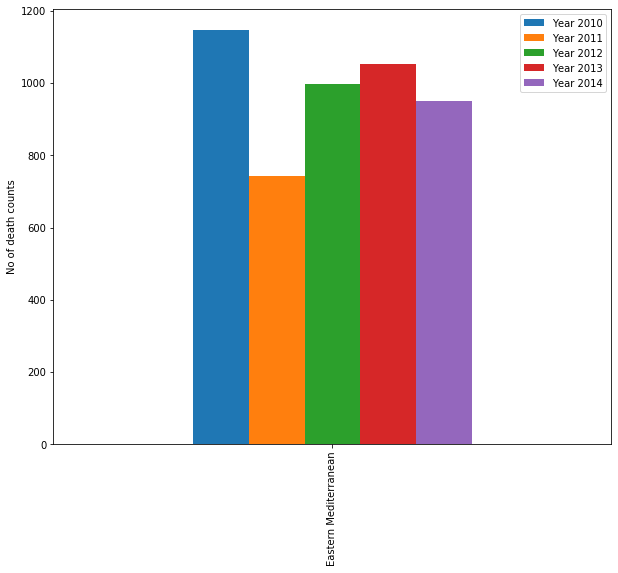 1200
1000
800
600
400
200
0
No of death counts
Eastern Mediterranean
Year 2010
Year 2011
Year 2012
Year 2013
Year 2014